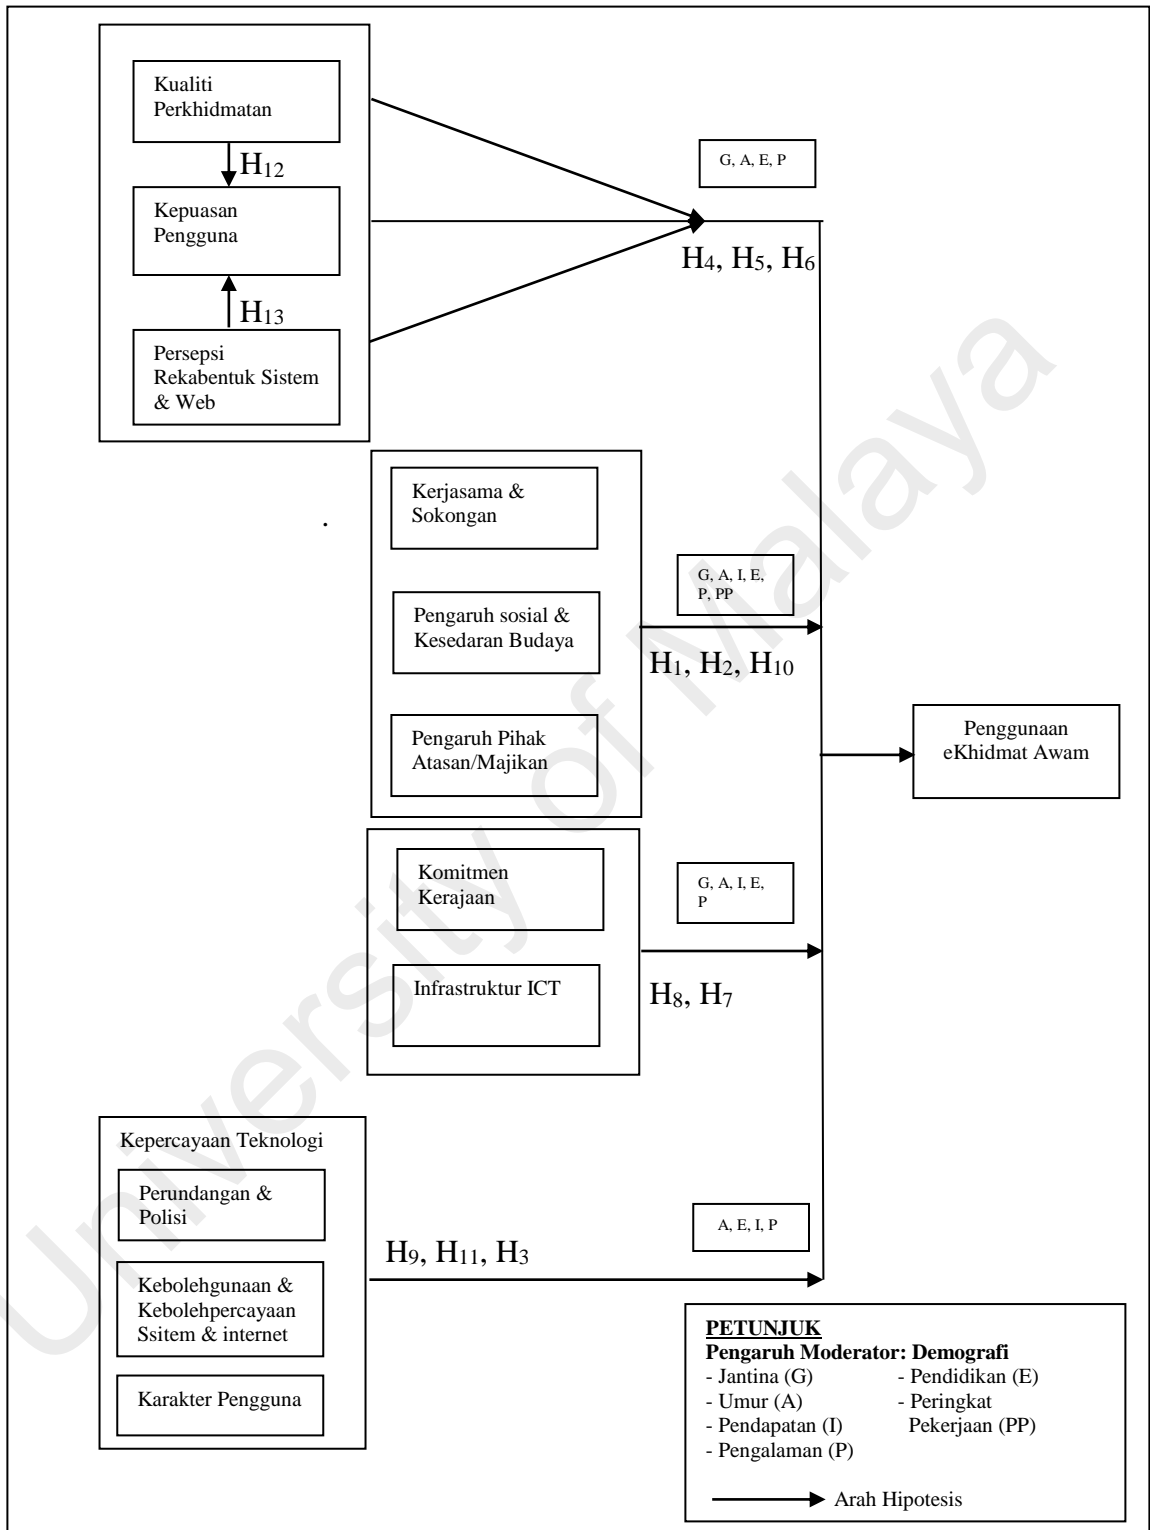 Kualiti
Perkhidmatan
H12
Kepuasan
Pengguna
H13
Persepsi
Rekabentuk Sistem
& Web
G, A, E, P
H4, H5, H6
Kerjasama &
Sokongan
Pengaruh sosial &
Kesedaran Budaya
Pengaruh Pihak
Atasan/Majikan
G, A, I, E,
P, PP
H1, H2, H10
Penggunaan
eKhidmat Awam
Komitmen
Kerajaan
Infrastruktur ICT
G, A, I, E,
P
H8, H7
Kepercayaan Teknologi
Perundangan &
Polisi
Kebolehgunaan &
Kebolehpercayaan
Ssitem & internet
Karakter Pengguna
A, E, I, P
H9, H11, H3
PETUNJUK
Pengaruh Moderator: Demografi
- Jantina (G)
- Umur (A)
- Pendapatan (I)
- Pengalaman (P)
- Pendidikan (E)
- Peringkat
Pekerjaan (PP)
Arah Hipotesis
University of Malaya